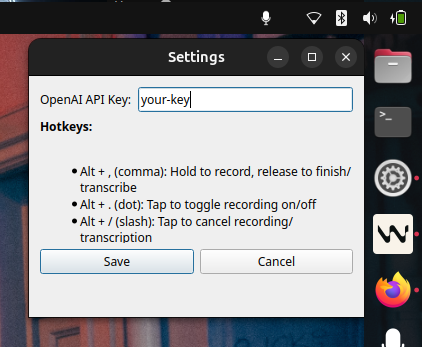 Settings
OpenAI API Key: your-key
Hotkeys:
• Alt + , (comma): Hold to record, release to finish/
transcribe
• Alt + . (dot): Tap to toggle recording on/off
• Alt + / (slash): Tap to cancel recording/
transcription
Save Cancel